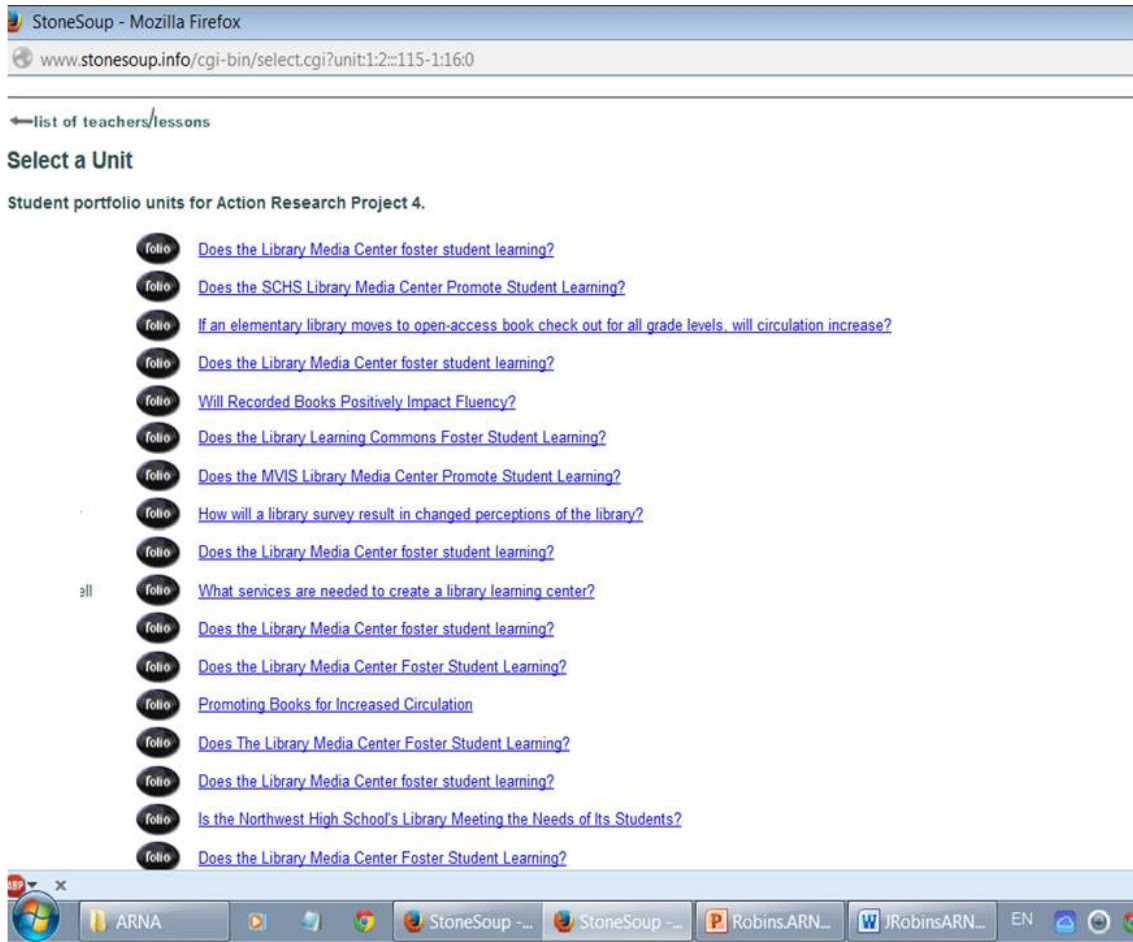 StoneSoup - Mozilla Firefox
www.stonesoup.info/cgi-bin/select.cgi?unit:1:2:::115-1:16:0
list of teachers/lessons
Select a Unit
Student portfolio units for Action Research Project 4.
folio Does the Library Media Center foster student learning?
folio Does the SCHS Library Media Center Promote Student Learning?
folio If an elementary library moves to open-access book check out for all grade levels, will circulation increase?
folio Does the Library Media Center foster student learning?
folio Will Recorded Books Positively Impact Fluency?
folio Does the Library Learning Commons Foster Student Learning?
folio Does the MVIS Library Media Center Promote Student Learning?
folio How will a library survey result in changed perceptions of the library?
folio Does the Library Media Center foster student learning?
ell folio What services are needed to create a library learning center?
folio Does the Library Media Center foster student learning?
folio Does the Library Media Center Foster Student Learning?
folio Promoting Books for Increased Circulation
folio Does The Library Media Center Foster Student Learning?
folio Does the Library Media Center foster student learning?
folio Is the Northwest High School's Library Meeting the Needs of Its Students?
folio Does the Library Media Center Foster Student Learning?
ABP x
ARNA StoneSoup -... StoneSoup -... P Robins.ARN... W JRobinsARN... EN